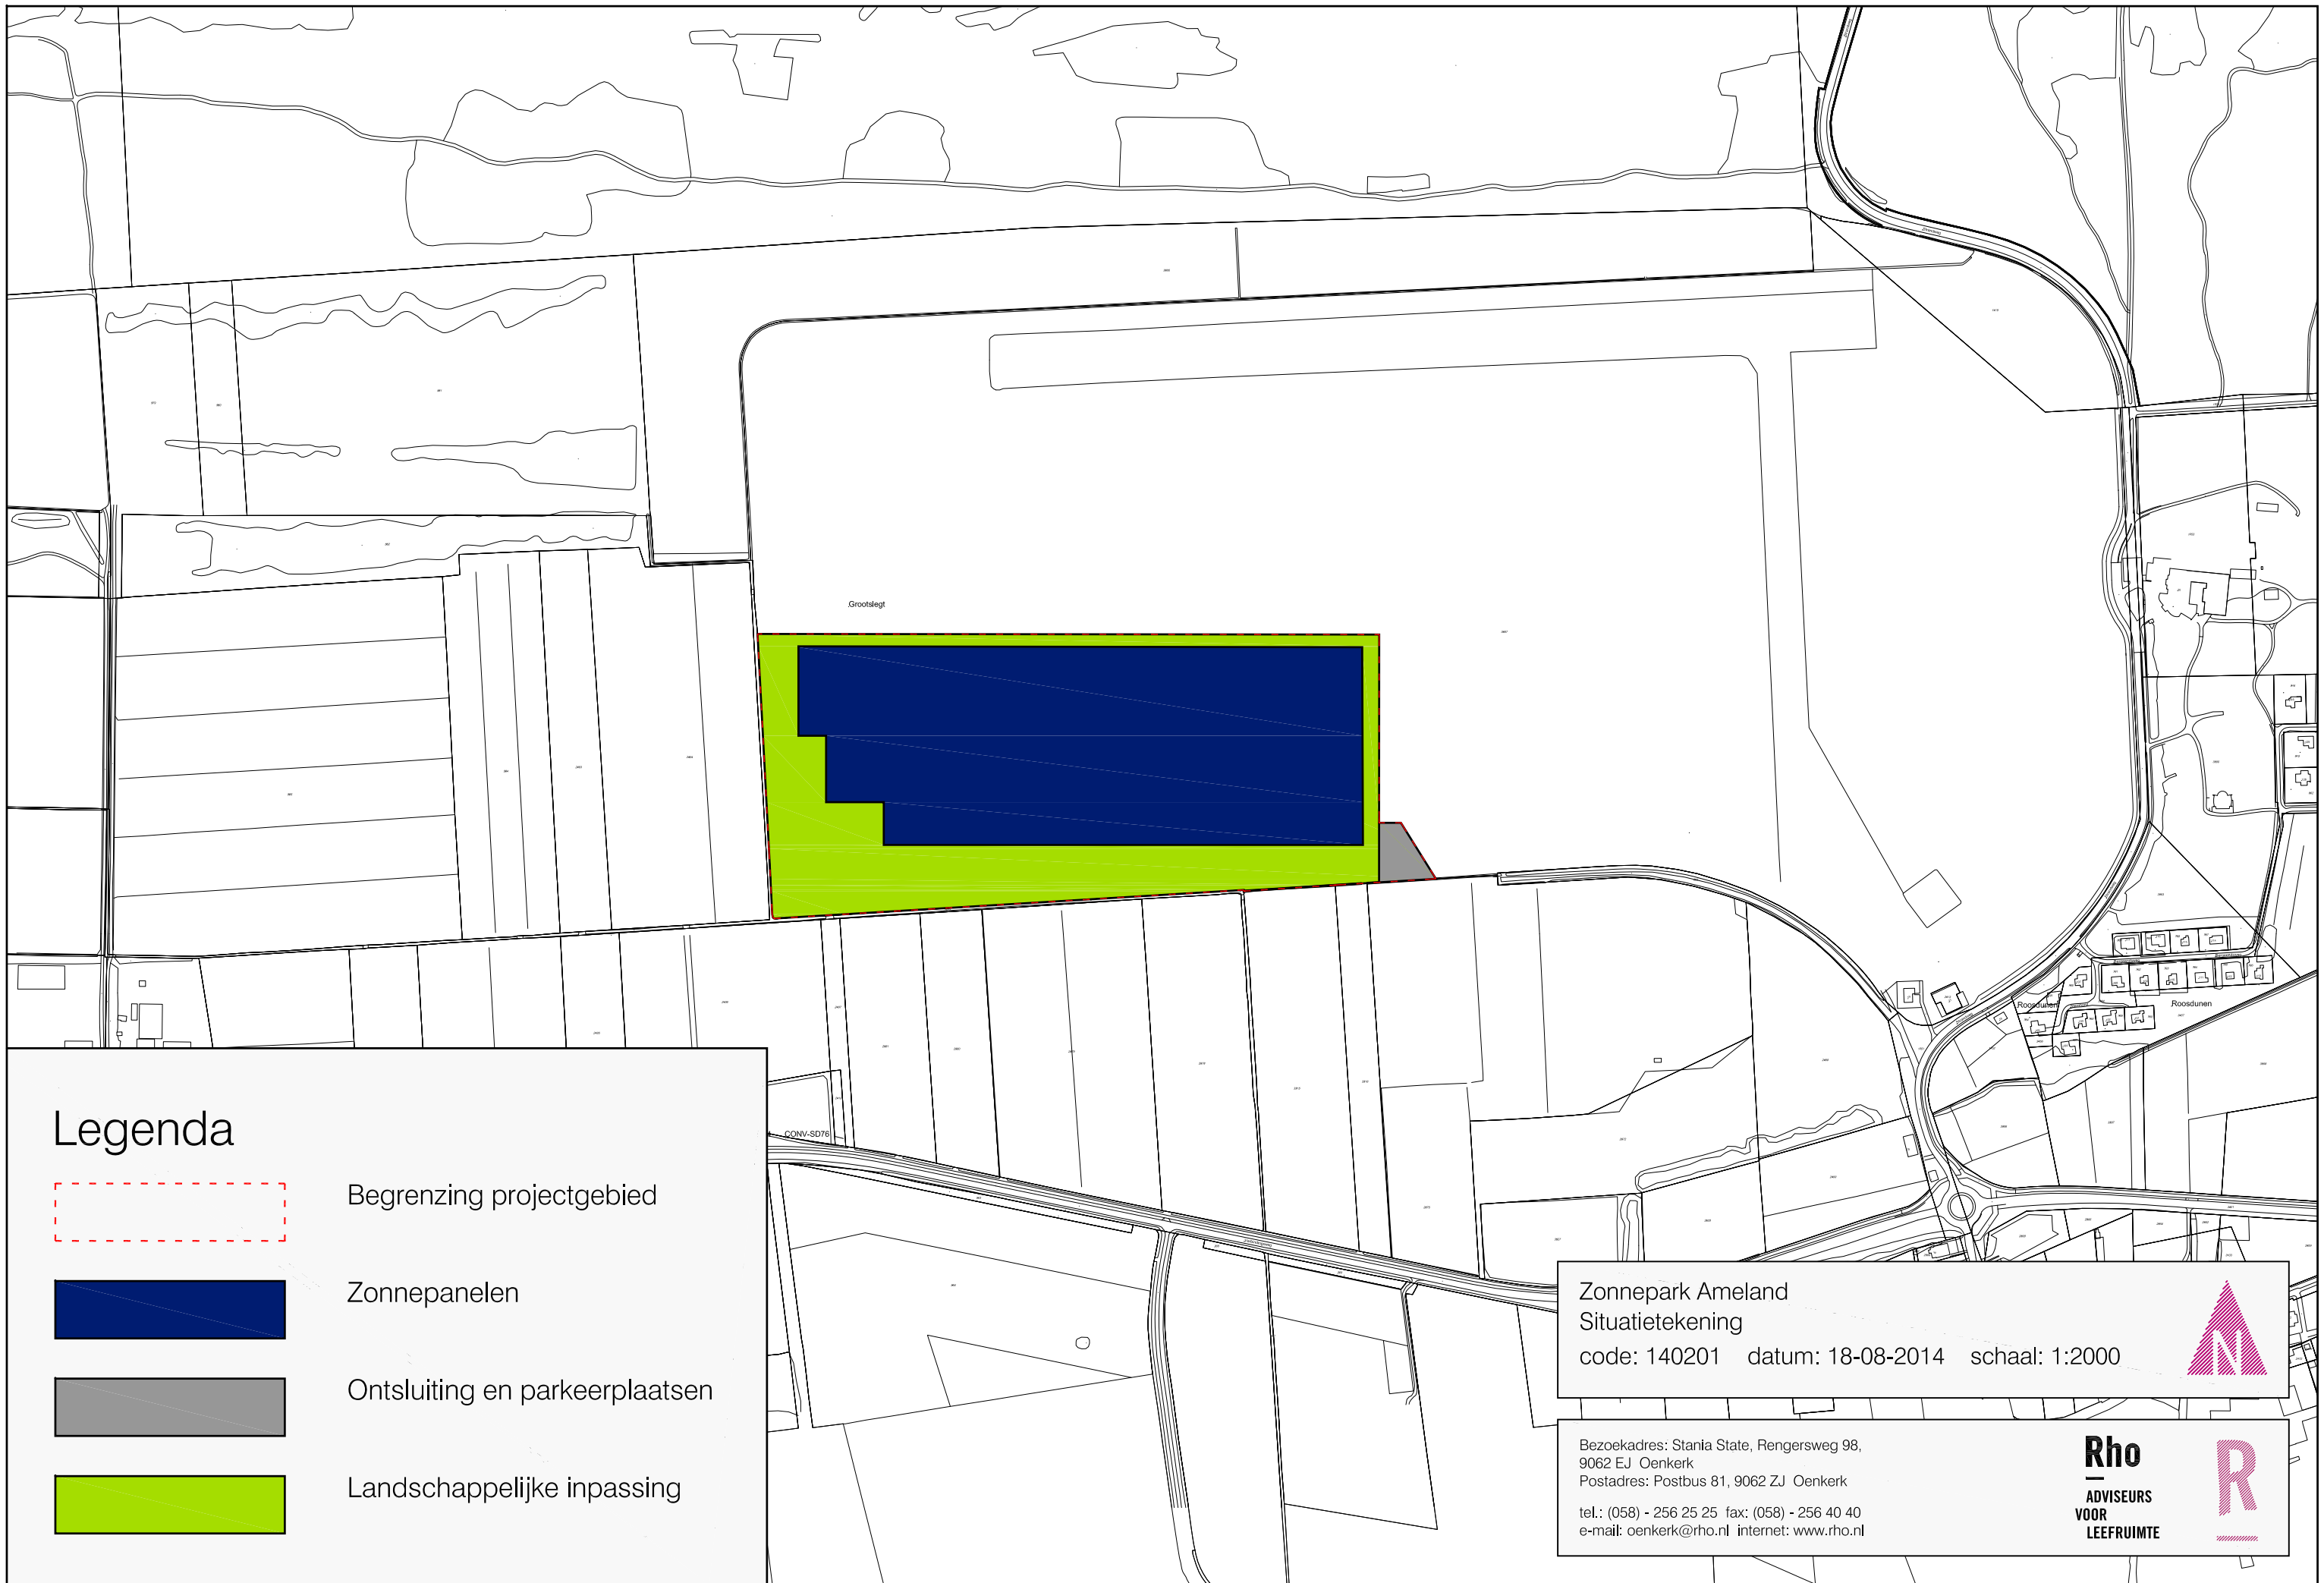 Grootslegt
Roosdunen
Roosdunen
CONV-SD76
Legenda
Begrenzing projectgebied
Zonnepanelen
Ontsluiting en parkeerplaatsen
Landschappelijke inpassing
Zonnepark Ameland
Situatietekening
code: 140201 datum: 18-08-2014 schaal: 1:2000
N
Bezoekadres: Stania State, Rengersweg 98,
9062 EJ Oenkerk
Postadres: Postbus 81, 9062 ZJ Oenkerk
tel.: (058) - 256 25 25 fax: (058) - 256 40 40
e-mail: oenkerk@rho.nl internet: www.rho.nl
Rho
ADVISEURS
VOOR
LEEFRUIMTE
R